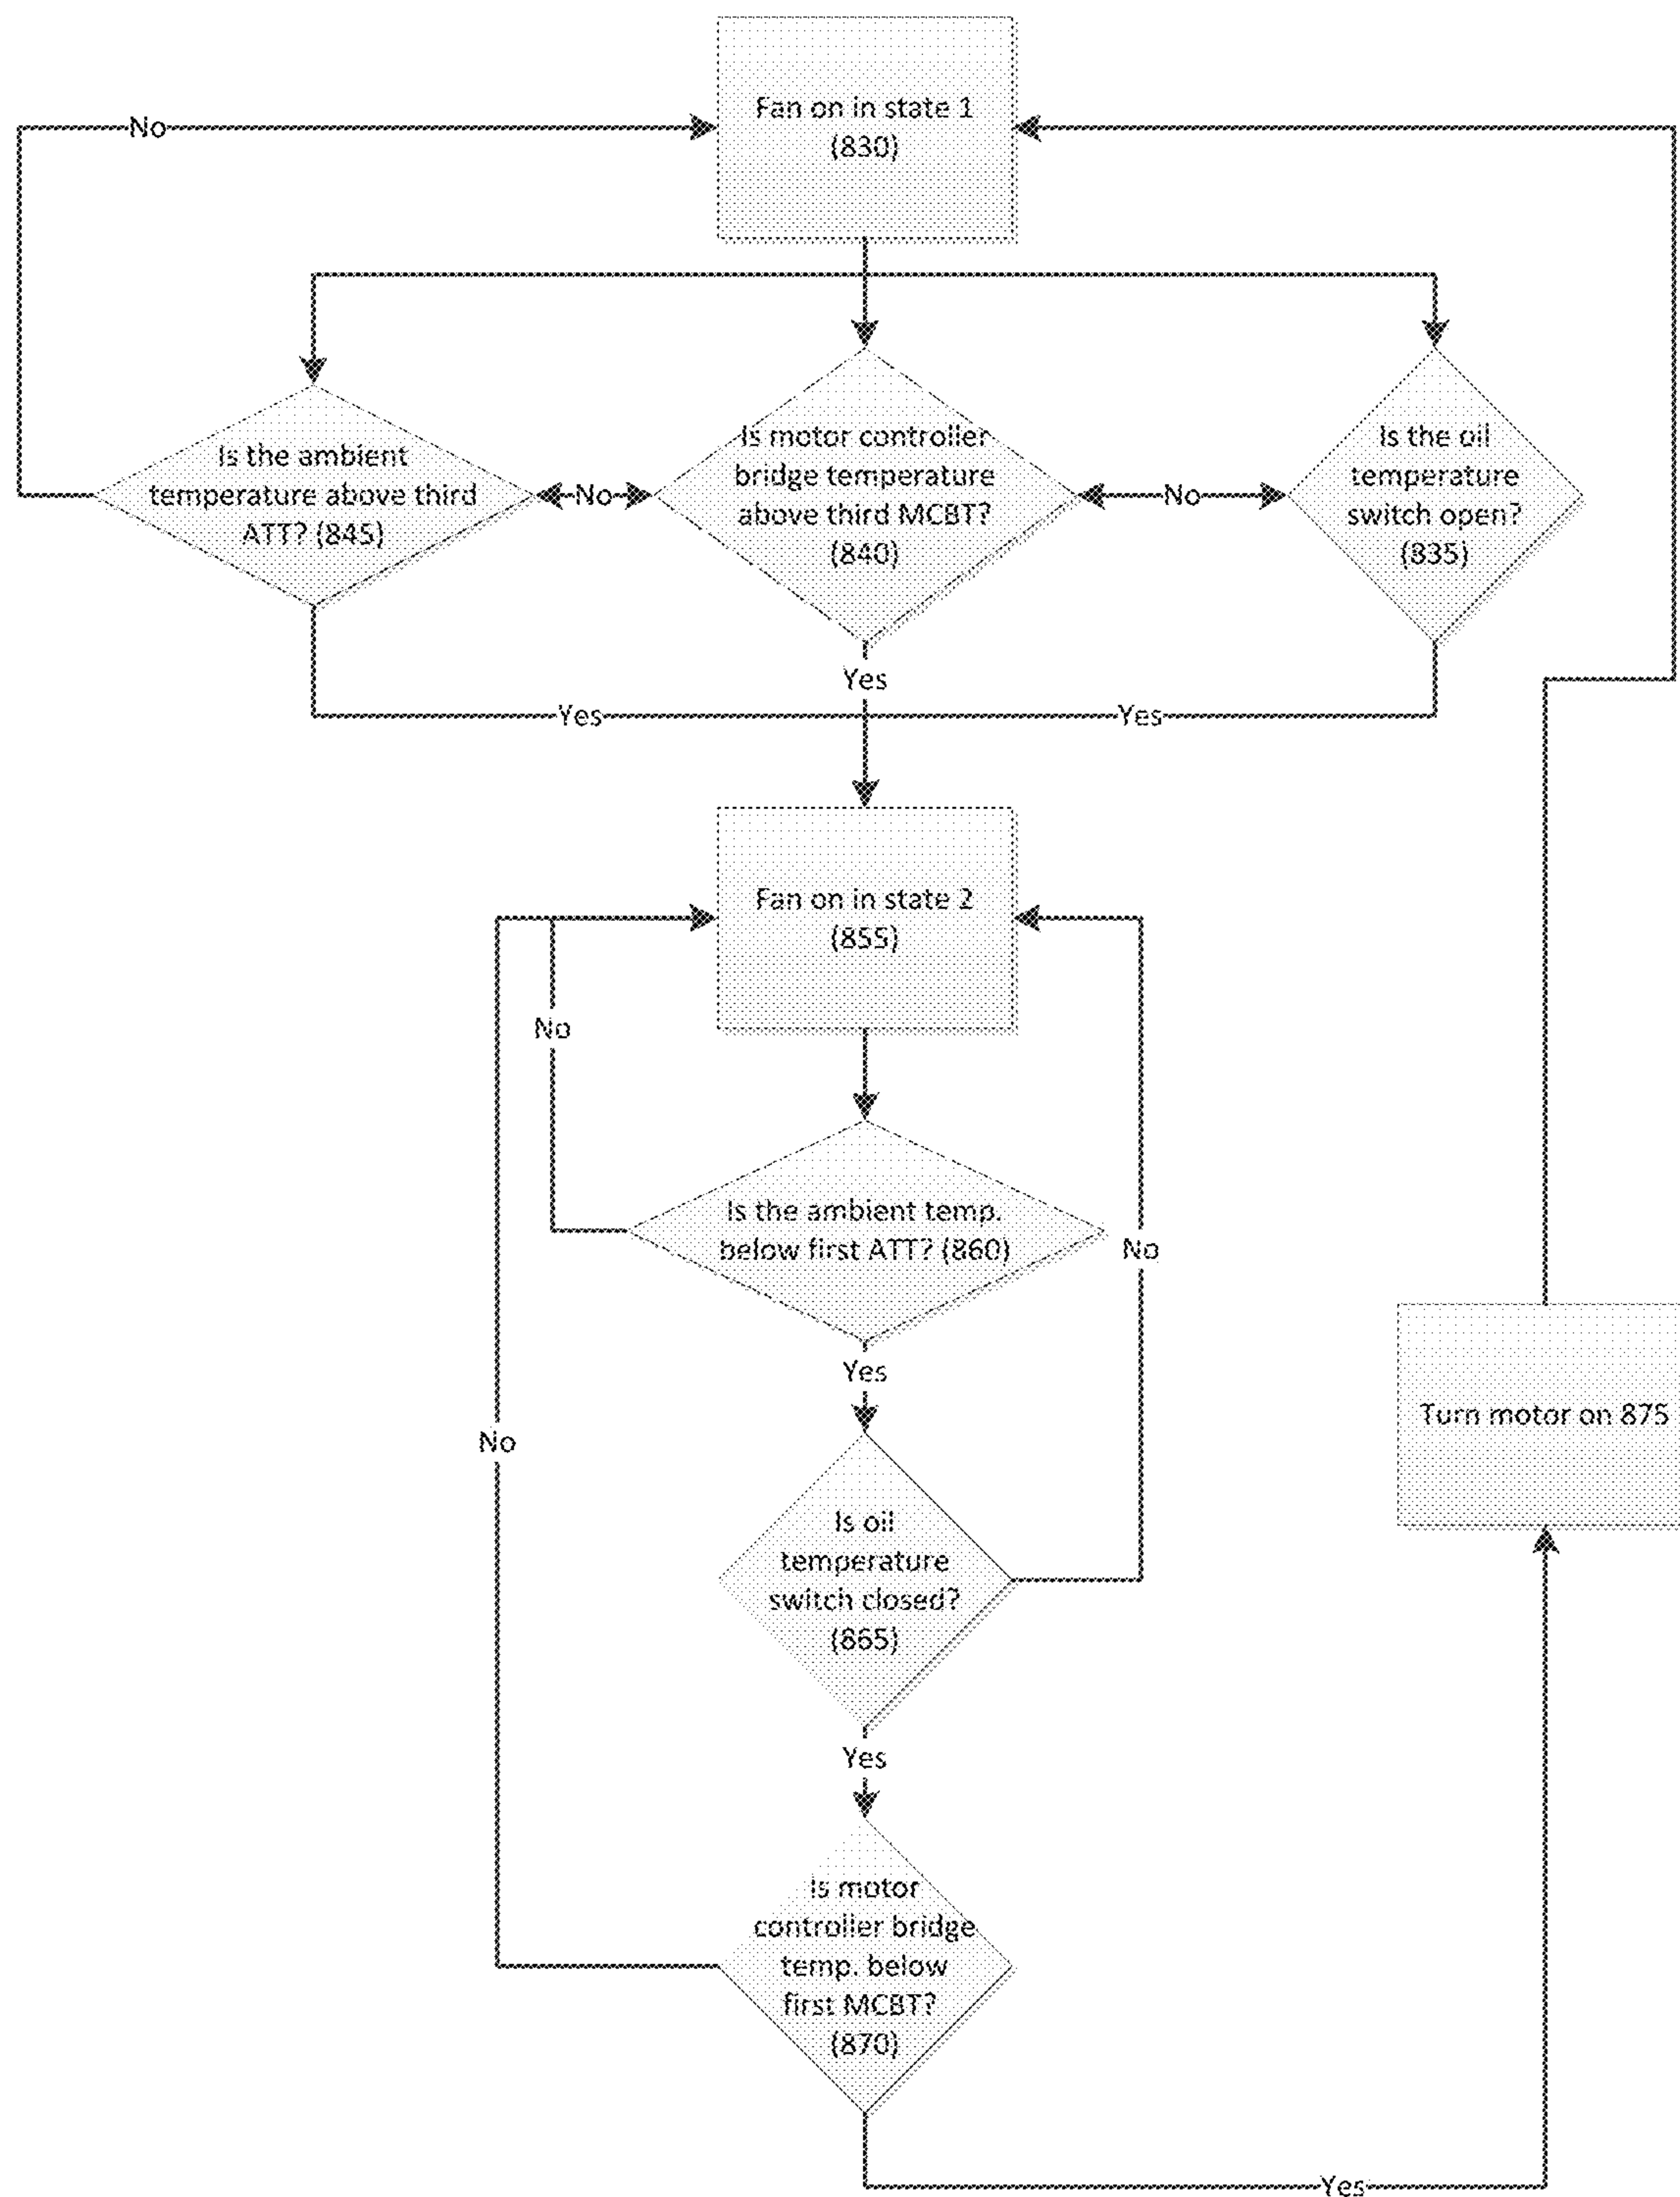 Fan on in state 1
(830)
No
Is the ambient
temperature above third
ATT? (845)
No
Is motor controller
bridge temperature
above third MCBT?
(840)
No
Is the oil
temperature
switch open?
(835)
Yes
Yes
Yes
Fan on in state 2
(855)
No
Is the ambient temp.
below first ATT? (860)
No
Yes
Turn motor on 875
No
Is oil
temperature
switch closed?
(865)
Yes
Is motor
controller bridge
temp. below
first MCBT?
(870)
Yes